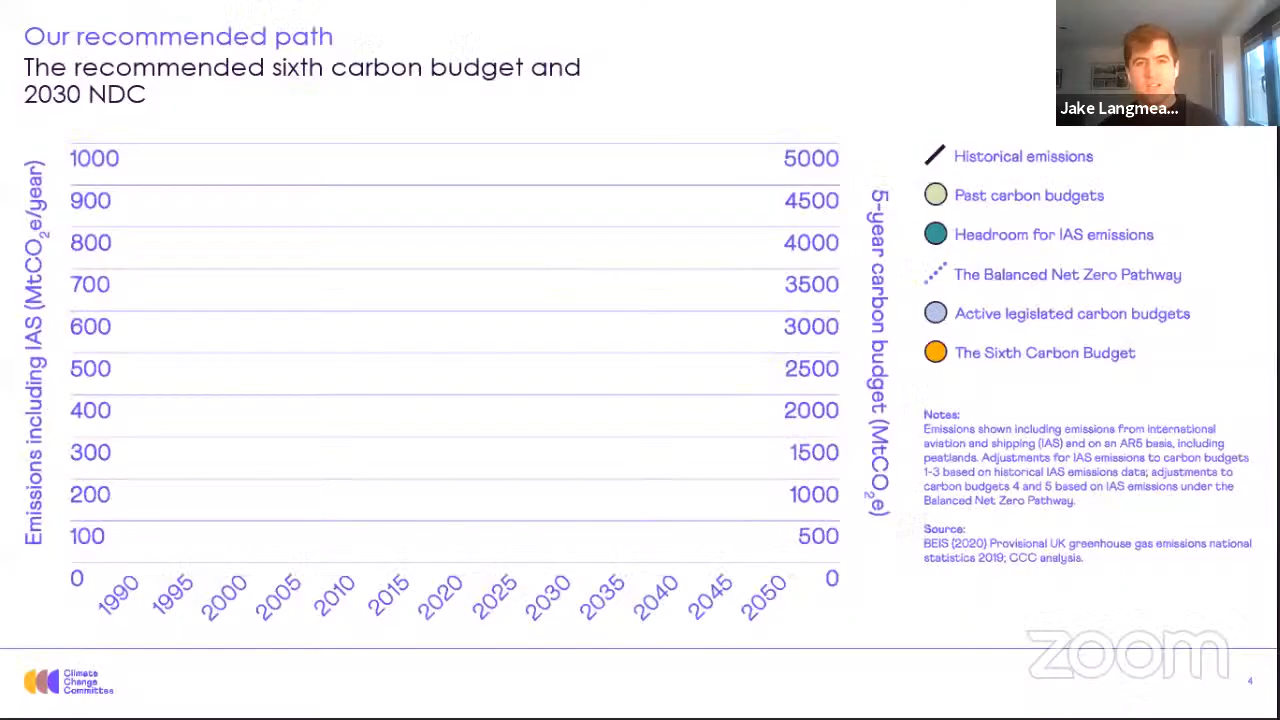 Our recommended path
The recommended sixth carbon budget and
2030 NDC
Jake Langmea...
Emissions including IAS (MtCO₂e/year)
1000
900
800
700
600
500
400
300
200
100
0
5000
4500
4000
3500
3000
2500
2000
1500
1000
500
0
5-year carbon budget (MtCO₂e)
1990
1995
2000
2005
2010
2015
2020
2025
2030
2035
2040
2045
2050
Historical emissions
Past carbon budgets
Headroom for IAS emissions
The Balanced Net Zero Pathway
Active legislated carbon budgets
The Sixth Carbon Budget
Notes:
Emissions shown including emissions from international
aviation and shipping (IAS) and on an AR5 basis, including
peatlands. Adjustments for IAS emissions to carbon budgets
1-3 based on historical IAS emissions data; adjustments to
carbon budgets 4 and 5 based on IAS emissions under the
Balanced Net Zero Pathway.
Source:
BEIS (2020) Provisional UK greenhouse gas emissions national
statistics 2019; CCC analysis.
zoom
Climate
Change
Committee
4